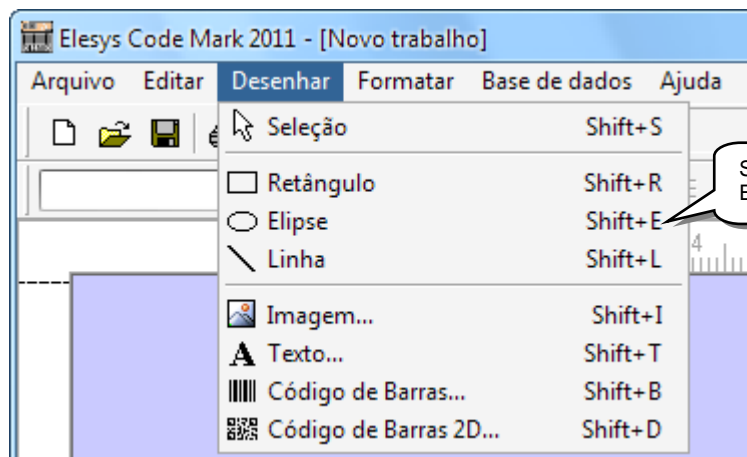 Elesys Code Mark 2011 - [Novo trabalho]
Arquivo Editar Desenhar Formatar Base de dados Ajuda
Seleção Shift+S
Retângulo Shift+R
Elipse Shift+E
Linha Shift+L
4
Imagem... Shift+I
Texto... Shift+T
Código de Barras... Shift+B
Código de Barras 2D... Shift+D